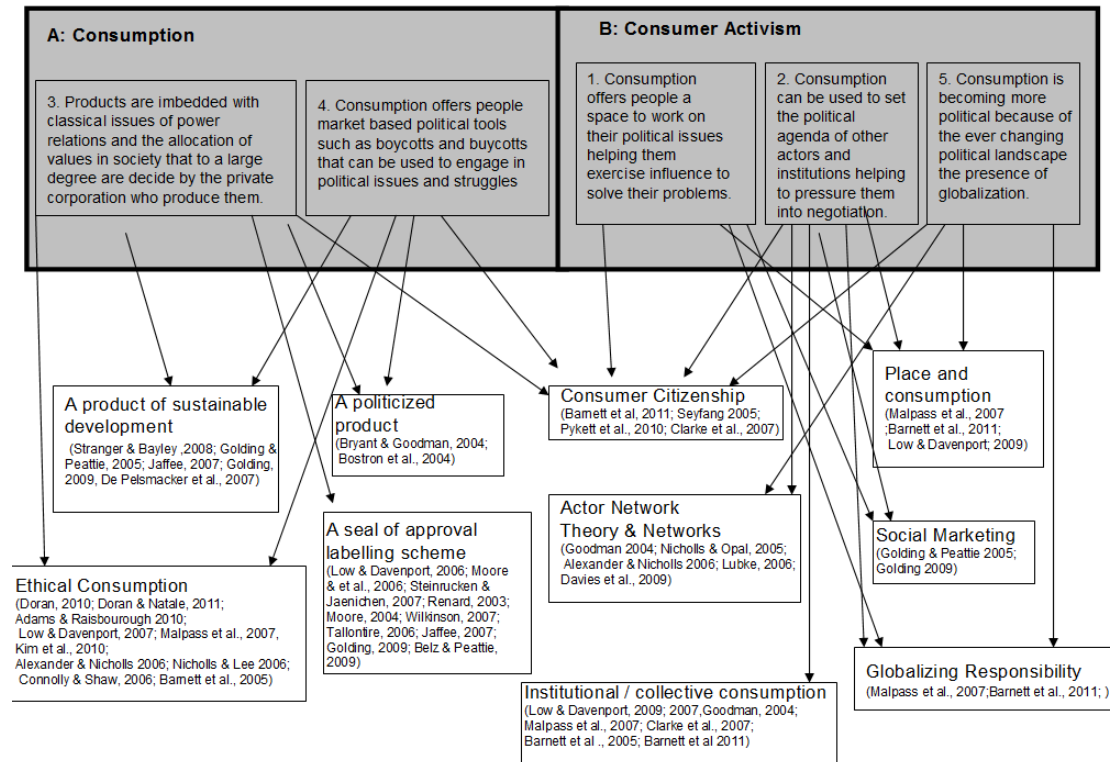 A: Consumption
3. Products are imbedded with
classical issues of power
relations and the allocation of
values in society that to a large
degree are decide by the private
corporation who produce them.
4. Consumption offers people
market based political tools
such as boycotts and buycotts
that can be used to engage in
political issues and struggles
B: Consumer Activism
1. Consumption
offers people a
space to work on
their political issues
helping them
exercise influence to
solve their problems.
2. Consumption
can be used to set
the political
agenda of other
actors and
institutions helping
to pressure them
into negotiation.
5. Consumption is
becoming more
political because of
the ever changing
political landscape
the presence of
globalization.
A product of sustainable
development
(Stranger & Bayley ,2008; Golding &
Peattie, 2005; Jaffee, 2007; Golding,
2009, De Pelsmacker et al., 2007)
A politicized
product
(Bryant & Goodman, 2004;
Bostron et al., 2004)
Consumer Citizenship
(Barnett et al, 2011; Seyfang 2005;
Pykett et al., 2010; Clarke et al., 2007)
Place and
consumption
(Malpass et al., 2007
;Barnett et al., 2011;
Low & Davenport, 2009)
Ethical Consumption
(Doran, 2010; Doran & Natale, 2011;
Adams & Raisbourough 2010;
Low & Davenport, 2007; Malpass et al., 2007,
Kim et al., 2010;
Alexander & Nicholls 2006; Nicholls & Lee 2006;
Connolly & Shaw, 2006; Barnett et al., 2005)
A seal of approval
labelling scheme
(Low & Davenport, 2006; Moore
& et al., 2006; Steinrucken &
Jaenichen, 2007; Renard, 2003;
Moore, 2004; Wilkinson, 2007;
Tallontire, 2006; Jaffee, 2007;
Golding, 2009; Belz & Peattie,
2009)
Actor Network
Theory & Networks
(Goodman 2004; Nicholls & Opal, 2005;
Alexander & Nicholls 2006; Lubke, 2006;
Davies et al., 2009)
Social Marketing
(Golding & Peattie 2005;
Golding 2009)
Institutional / collective consumption
(Low & Davenport, 2009; 2007,Goodman, 2004;
Malpass et al., 2007; Clarke et al., 2007;
Barnett et al ., 2005; Barnett et al 2011)
Globalizing Responsibility
(Malpass et al., 2007;Barnett et al., 2011; )